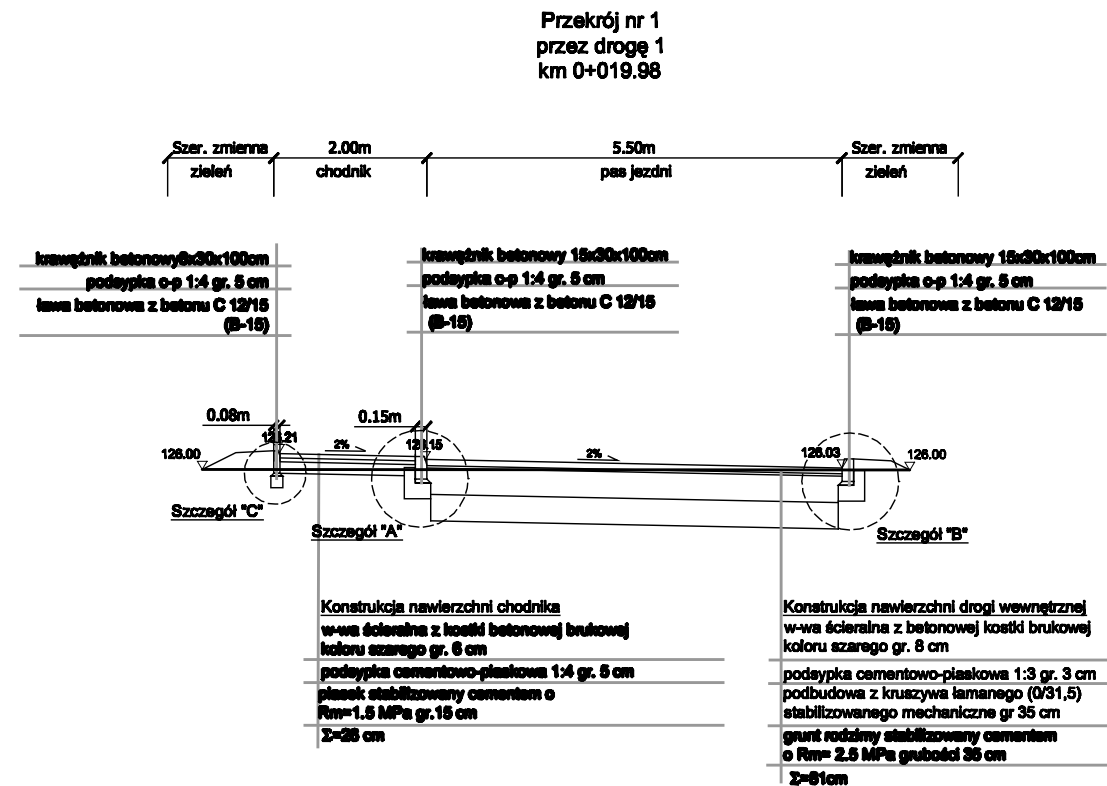 Przekrój nr 1
przez drogę 1
km 0+019.98
Szer. zmienna
zieleń
2.00m
chodnik
5.50m
pas jezdni
Szer. zmienna
zieleń
krawężnik betonowy8x30x100cm
podsypka c-p 1:4 gr. 5 cm
ława betonowa z betonu C 12/15
(B-15)
krawężnik betonowy 15x30x100cm
podsypka c-p 1:4 gr. 5 cm
ława betonowa z betonu C 12/15
(B-15)
krawężnik betonowy 15x30x100cm
podsypka c-p 1:4 gr. 5 cm
ława betonowa z betonu C 12/15
(B-15)
0.08m
0.15m
126.00
2%
2%
126.03
126.00
Szczegół "C"
Szczegół "A"
Szczegół "B"
Konstrukcja nawierzchni chodnika
w-wa ścieralna z kostki betonowej brukowej
koloru szarego gr. 6 cm
podsypka cementowo-piaskowa 1:4 gr. 5 cm
piasek stabilizowany cementem o
Rm=1.5 MPa gr.15 cm
Σ=26 cm
Konstrukcja nawierzchni drogi wewnętrznej
w-wa ścieralna z betonowej kostki brukowej
koloru szarego gr. 8 cm
podsypka cementowo-piaskowa 1:3 gr. 3 cm
podbudowa z kruszywa łamanego (0/31,5)
stabilizowanego mechaniczne gr 35 cm
grunt rodzimy stabilizowany cementem
o Rm= 2.5 MPa grubości 35 cm
Σ=81cm